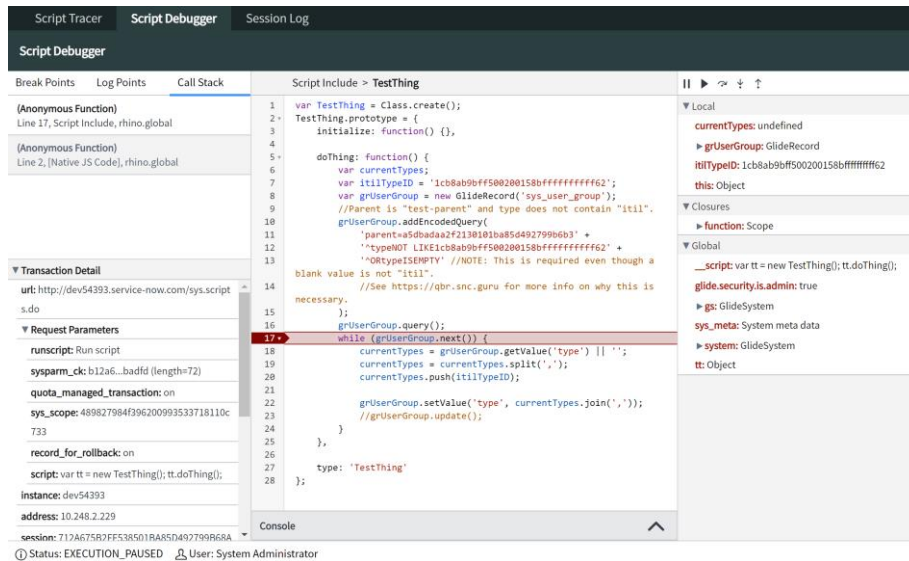 Script Tracer
Script Debugger
Session Log
Script Debugger
Break Points
Log Points
Call Stack
(Anonymous Function)
Line 17, Script Include, rhino.global
(Anonymous Function)
Line 2, [Native JS Code], rhino.global
Transaction Detail
url: http://dev54393.service-now.com/sys.script
s.do
Request Parameters
runscript: Run script
sysparm_ck: b12a6...badfd (length=72)
quota_managed_transaction: on
sys_scope: 489827984f396200993533718110c
733
record_for_rollback: on
script: var tt = new TestThing(); tt.doThing();
instance: dev54393
address: 10.248.2.229
session: 712A675B2FF538501BA85D492799B68A
Script Include > TestThing
1 var TestThing = Class.create();
2 TestThing.prototype = {
3 initialize: function() {},
4
5 doThing: function() {
6 var currentTypes;
7 var itilTypeID = '1cb8ab9bff500200158bffffffffff62';
8 var grUserGroup = new GlideRecord('sys_user_group');
9 //Parent is "test-parent" and type does not contain "itil".
10 grUserGroup.addEncodedQuery(
11 'parent=a5dbadaa2f2130101ba85d492799b6b3' +
12 '^typeNOT LIKE1cb8ab9bff500200158bffffffffff62' +
13 '^ORtypeISEMPTY' //NOTE: This is required even though a
blank value is not "itil".
14 //See https://qbr.snc.guru for more info on why this is
necessary.
15 );
16 grUserGroup.query();
17 while (grUserGroup.next()) {
18 currentTypes = grUserGroup.getValue('type') || '';
19 currentTypes = currentTypes.split(',');
20 currentTypes.push(itilTypeID);
21
22 grUserGroup.setValue('type', currentTypes.join(','));
23 //grUserGroup.update();
24 }
25 },
26
27 type: 'TestThing'
28 };
Console
Local
currentTypes: undefined
grUserGroup: GlideRecord
itilTypeID: 1cb8ab9bff500200158bffffffffff62
this: Object
Closures
function: Scope
Global
__script: var tt = new TestThing(); tt.doThing();
glide.security.is.admin: true
gs: GlideSystem
sys_meta: System meta data
system: GlideSystem
tt: Object
Status: EXECUTION_PAUSED
User: System Administrator